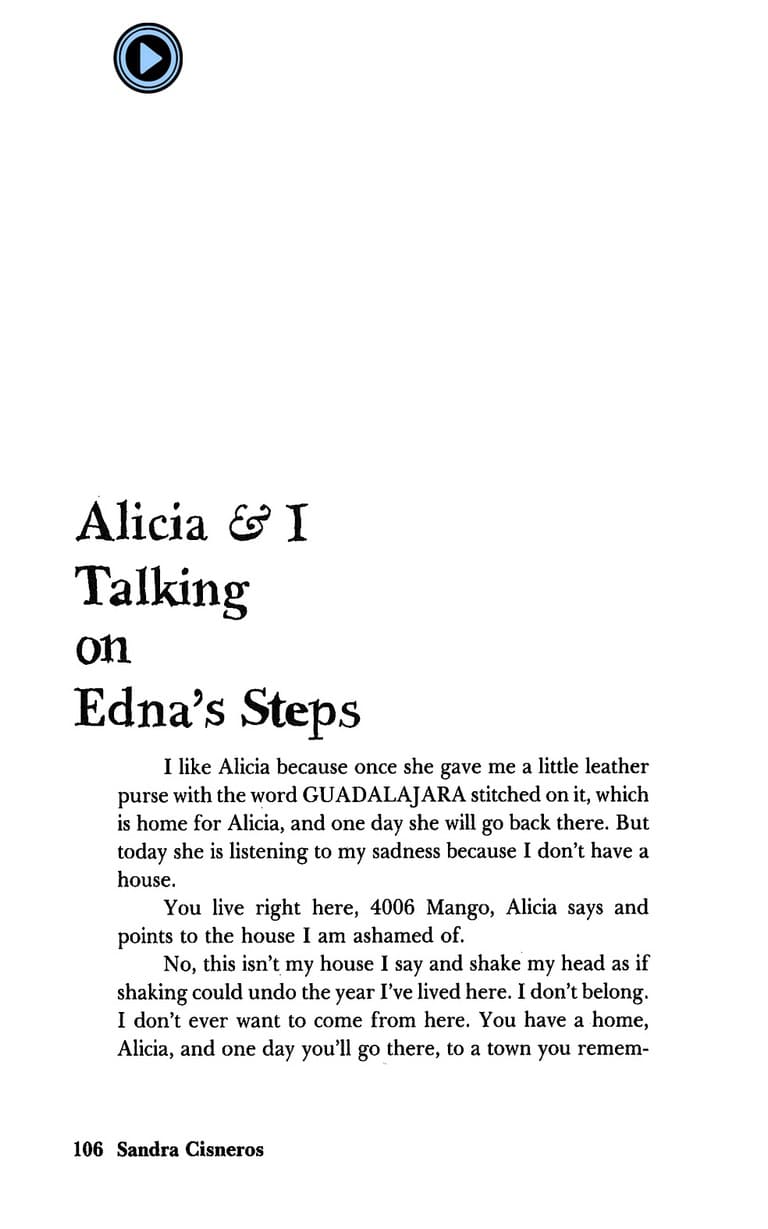 Alicia & I
Talking
on
Edna's Steps
I like Alicia because once she gave me a little leather
purse with the word GUADALAJARA stitched on it, which
is home for Alicia, and one day she will go back there. But
today she is listening to my sadness because I don't have a
house.
You live right here, 4006 Mango, Alicia says and
points to the house I am ashamed of.
No, this isn't my house I say and shake my head as if
shaking could undo the year I've lived here. I don't belong.
I don't ever want to come from here. You have a home,
Alicia, and one day you'll go there, to a town you remem-
106 Sandra Cisneros